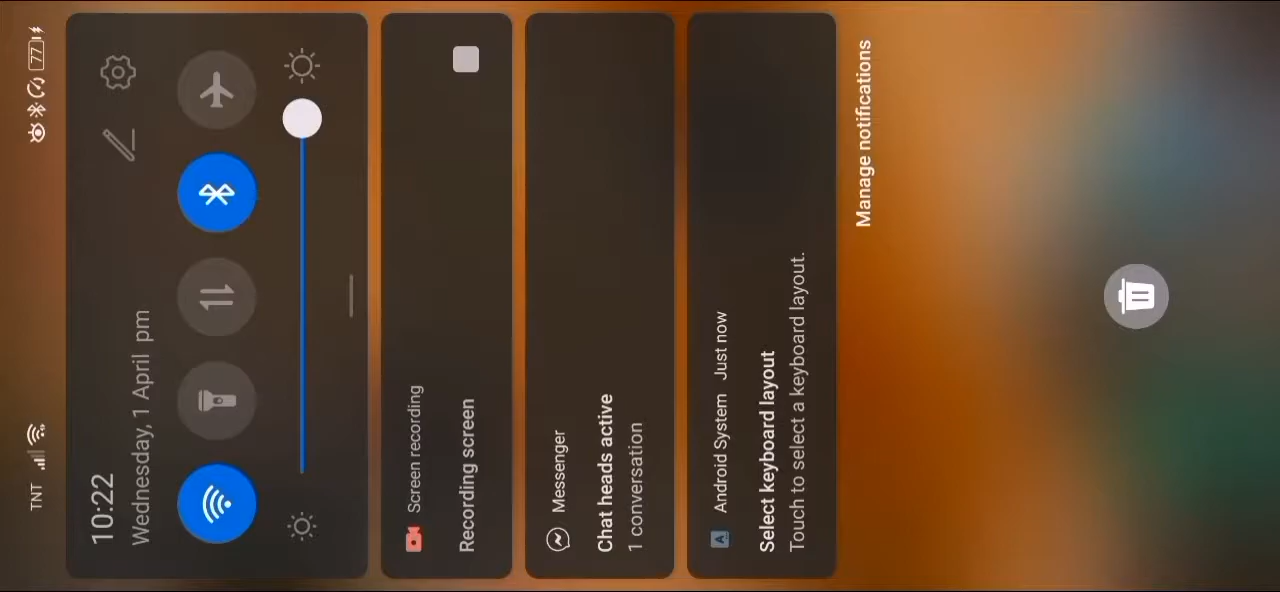 TNT
77
10:22
Wednesday, 1 April pm
Screen recording
Recording screen
Messenger
Chat heads active
1 conversation
A
Android System Just now
Select keyboard layout
Touch to select a keyboard layout.
Manage notifications